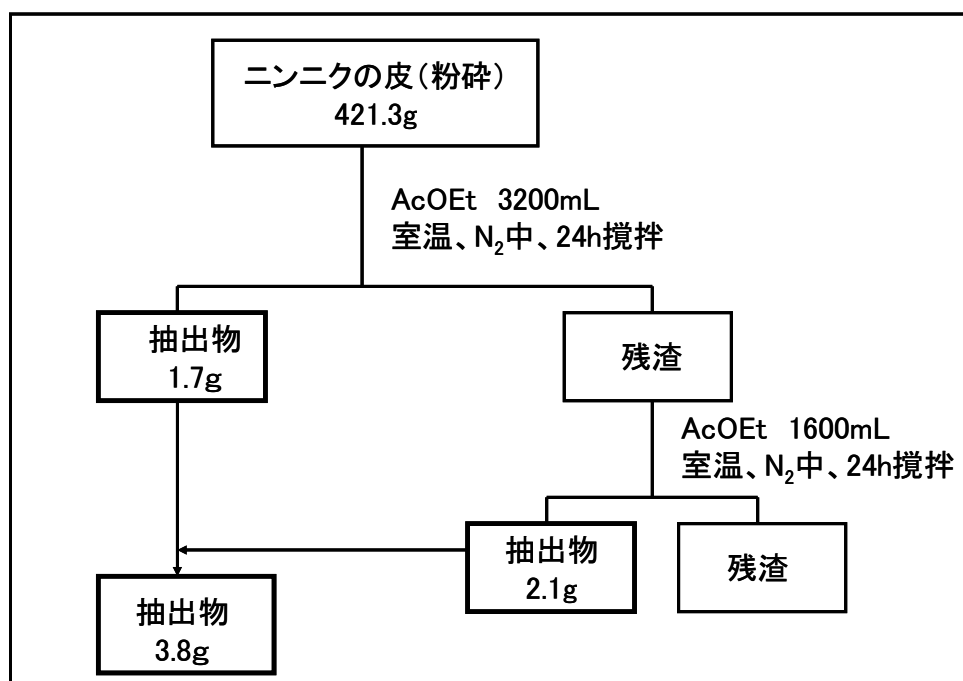 ニンニクの皮(粉砕)
421.3g
AcOEt 3200mL
室温、N₂中、24h撹拌
抽出物
1.7g
残渣
AcOEt 1600mL
室温、N₂中、24h撹拌
抽出物
2.1g
残渣
抽出物
3.8g